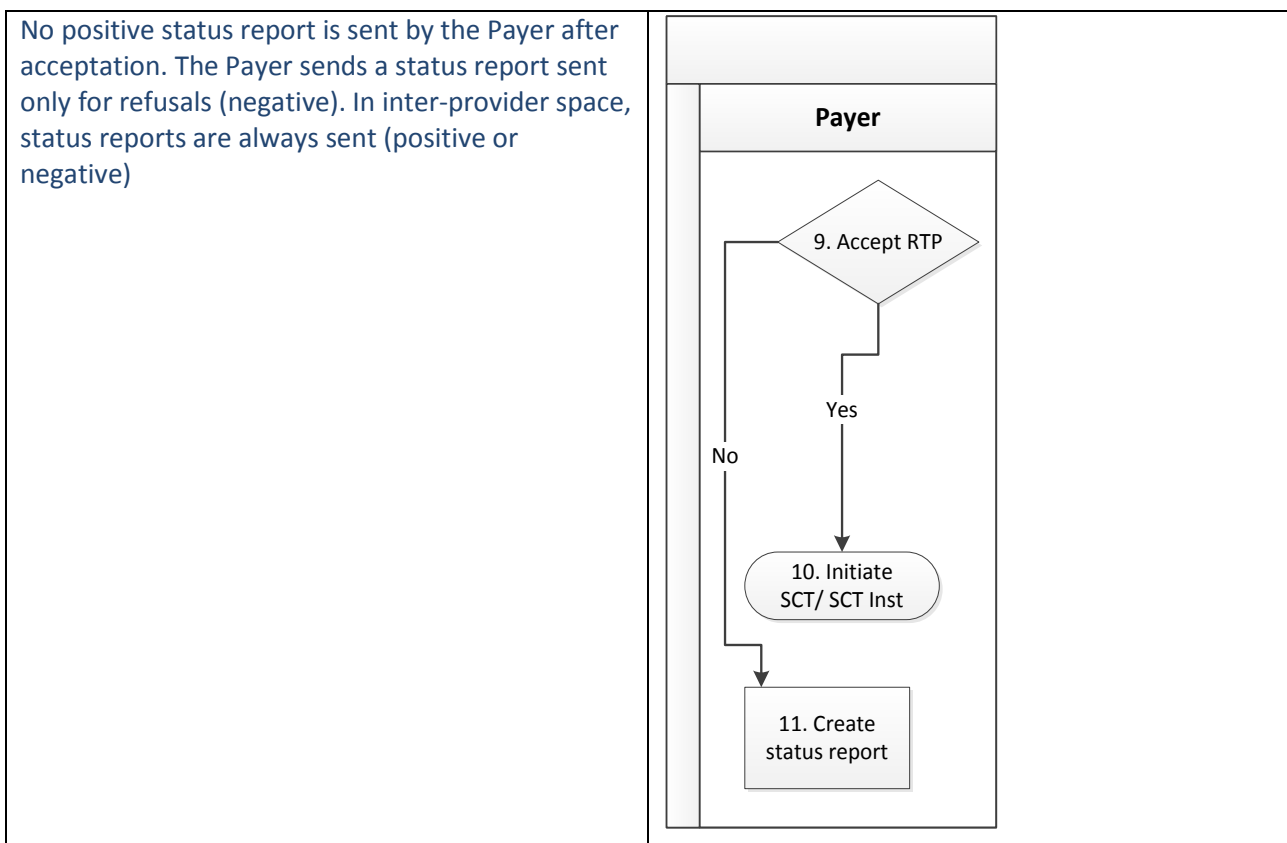 No positive status report is sent by the Payer after
acceptation. The Payer sends a status report sent
only for refusals (negative). In inter-provider space,
status reports are always sent (positive or
negative)
Payer
9. Accept RTP
Yes
No
10. Initiate
SCT/ SCT Inst
11. Create
status report